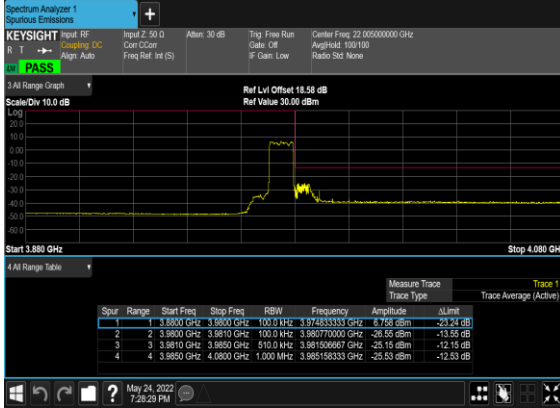 Spectrum Analyzer 1
Spurious Emissions
+
KEYSIGHT Input: RF Input Z: 50 Ω Atten: 30 dB Trig: Free Run Center Freq: 22.005000000 GHz
R T Coupling: DC Corr CCorr Gate: Off Avg|Hold: 100/100
Align: Auto Freq Ref: Int (S) IF Gain: Low Radio Std: None
LXI PASS
3 All Range Graph
Ref Lvl Offset 18.58 dB
Scale/Div 10.0 dB Ref Value 30.00 dBm
Log
20.0
10.0
0.00
-10.0
-20.0
-30.0
-40.0
-50.0
-60.0
Start 3.880 GHz Stop 4.080 GH
4 All Range Table
Measure Trace Trace 1
Trace Type Trace Average (Active)
Spur Range Start Freq Stop Freq RBW Frequency Amplitude ΔLimit
1 1 3.8800 GHz 3.9800 GHz 100.0 kHz 3.974833333 GHz 6.758 dBm -23.24 dB
2 2 3.9800 GHz 3.9810 GHz 100.0 kHz 3.980770000 GHz -26.55 dBm -13.55 dB
3 3 3.9810 GHz 3.9850 GHz 510.0 kHz 3.981506667 GHz -25.15 dBm -12.15 dB
4 4 3.9850 GHz 4.0800 GHz 1.000 MHz 3.985158333 GHz -25.53 dBm -12.53 dB
? May 24, 2022
7:28:29 PM